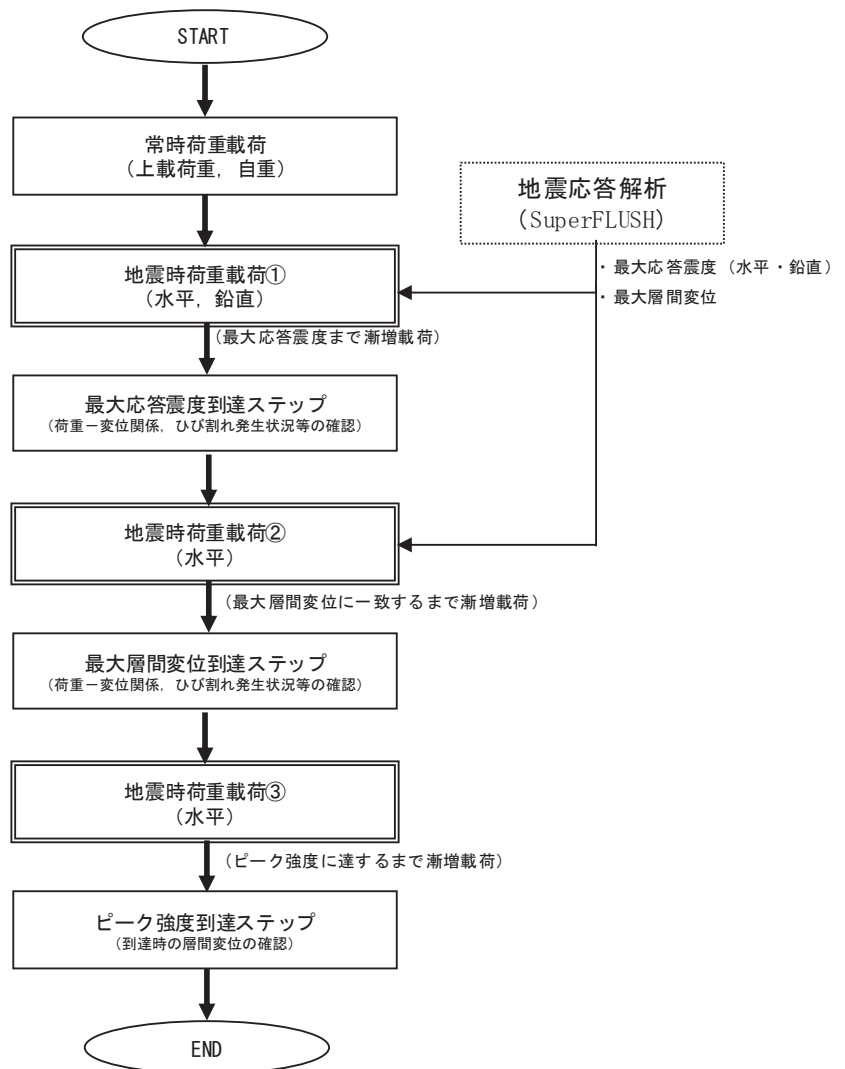 START
常時荷重載荷
（上載荷重，自重）
地震応答解析
（SuperFLUSH）
・最大応答震度（水平・鉛直）
・最大層間変位
地震時荷重載荷①
（水平，鉛直）
（最大応答震度まで漸増載荷）
最大応答震度到達ステップ
（荷重－変位関係，ひび割れ発生状況等の確認）
地震時荷重載荷②
（水平）
（最大層間変位に一致するまで漸増載荷）
最大層間変位到達ステップ
（荷重－変位関係，ひび割れ発生状況等の確認）
地震時荷重載荷③
（水平）
（ピーク強度に達するまで漸増載荷）
ピーク強度到達ステップ
（到達時の層間変位の確認）
END